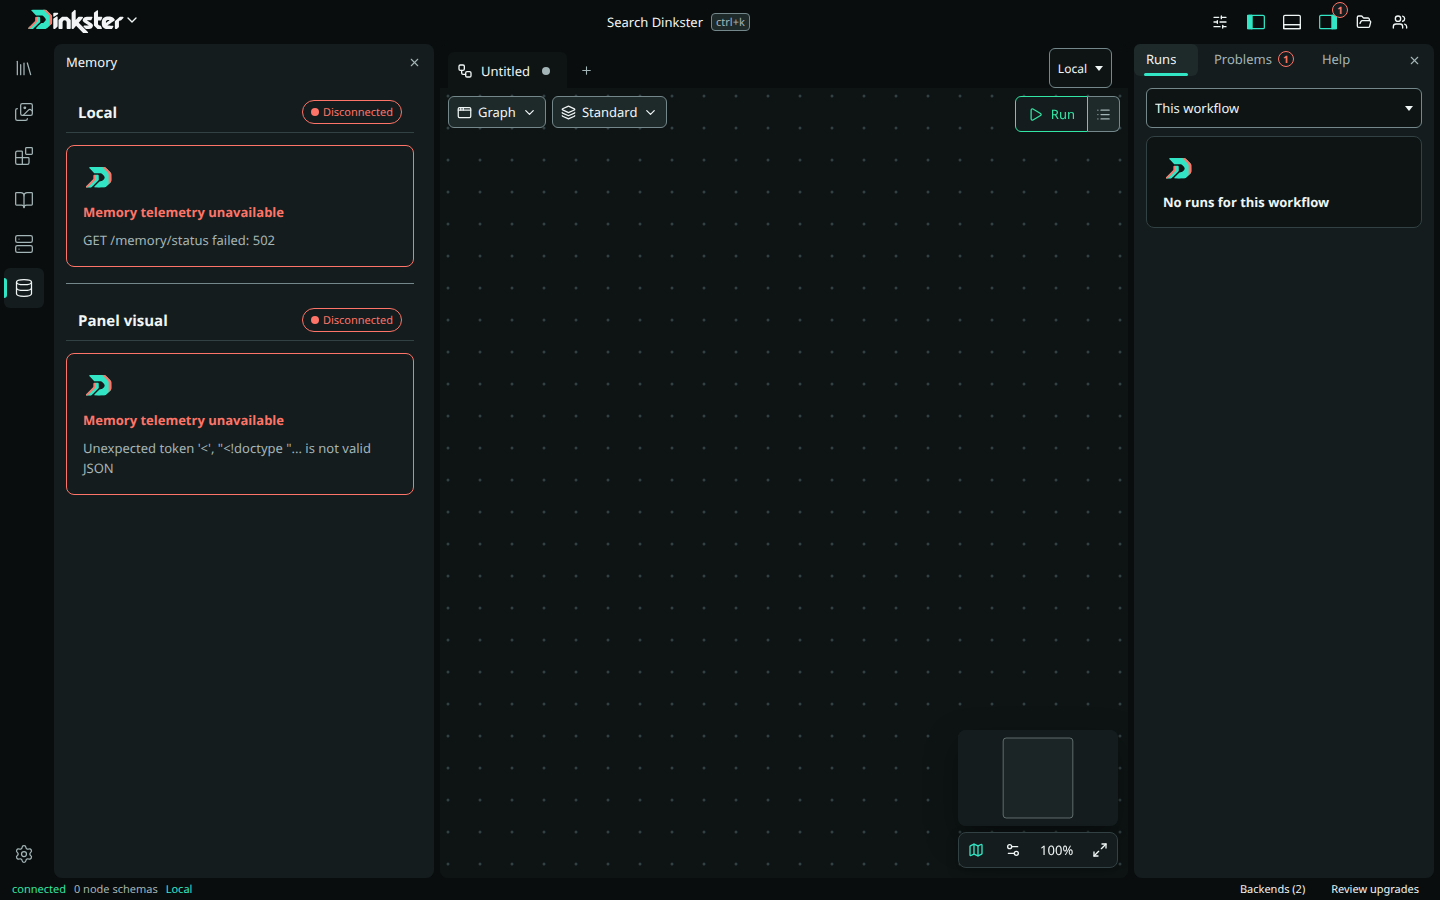 Dinkster
Search Dinkster ctrl+k
1
Memory
Local
Disconnected
Memory telemetry unavailable
GET /memory/status failed: 502
Panel visual
Disconnected
Memory telemetry unavailable
Unexpected token '<', "<!doctype "... is not valid
JSON
Untitled
Local
Graph
Standard
Run
100%
Runs
Problems 1
Help
This workflow
No runs for this workflow
connected 0 node schemas Local
Backends (2) Review upgrades